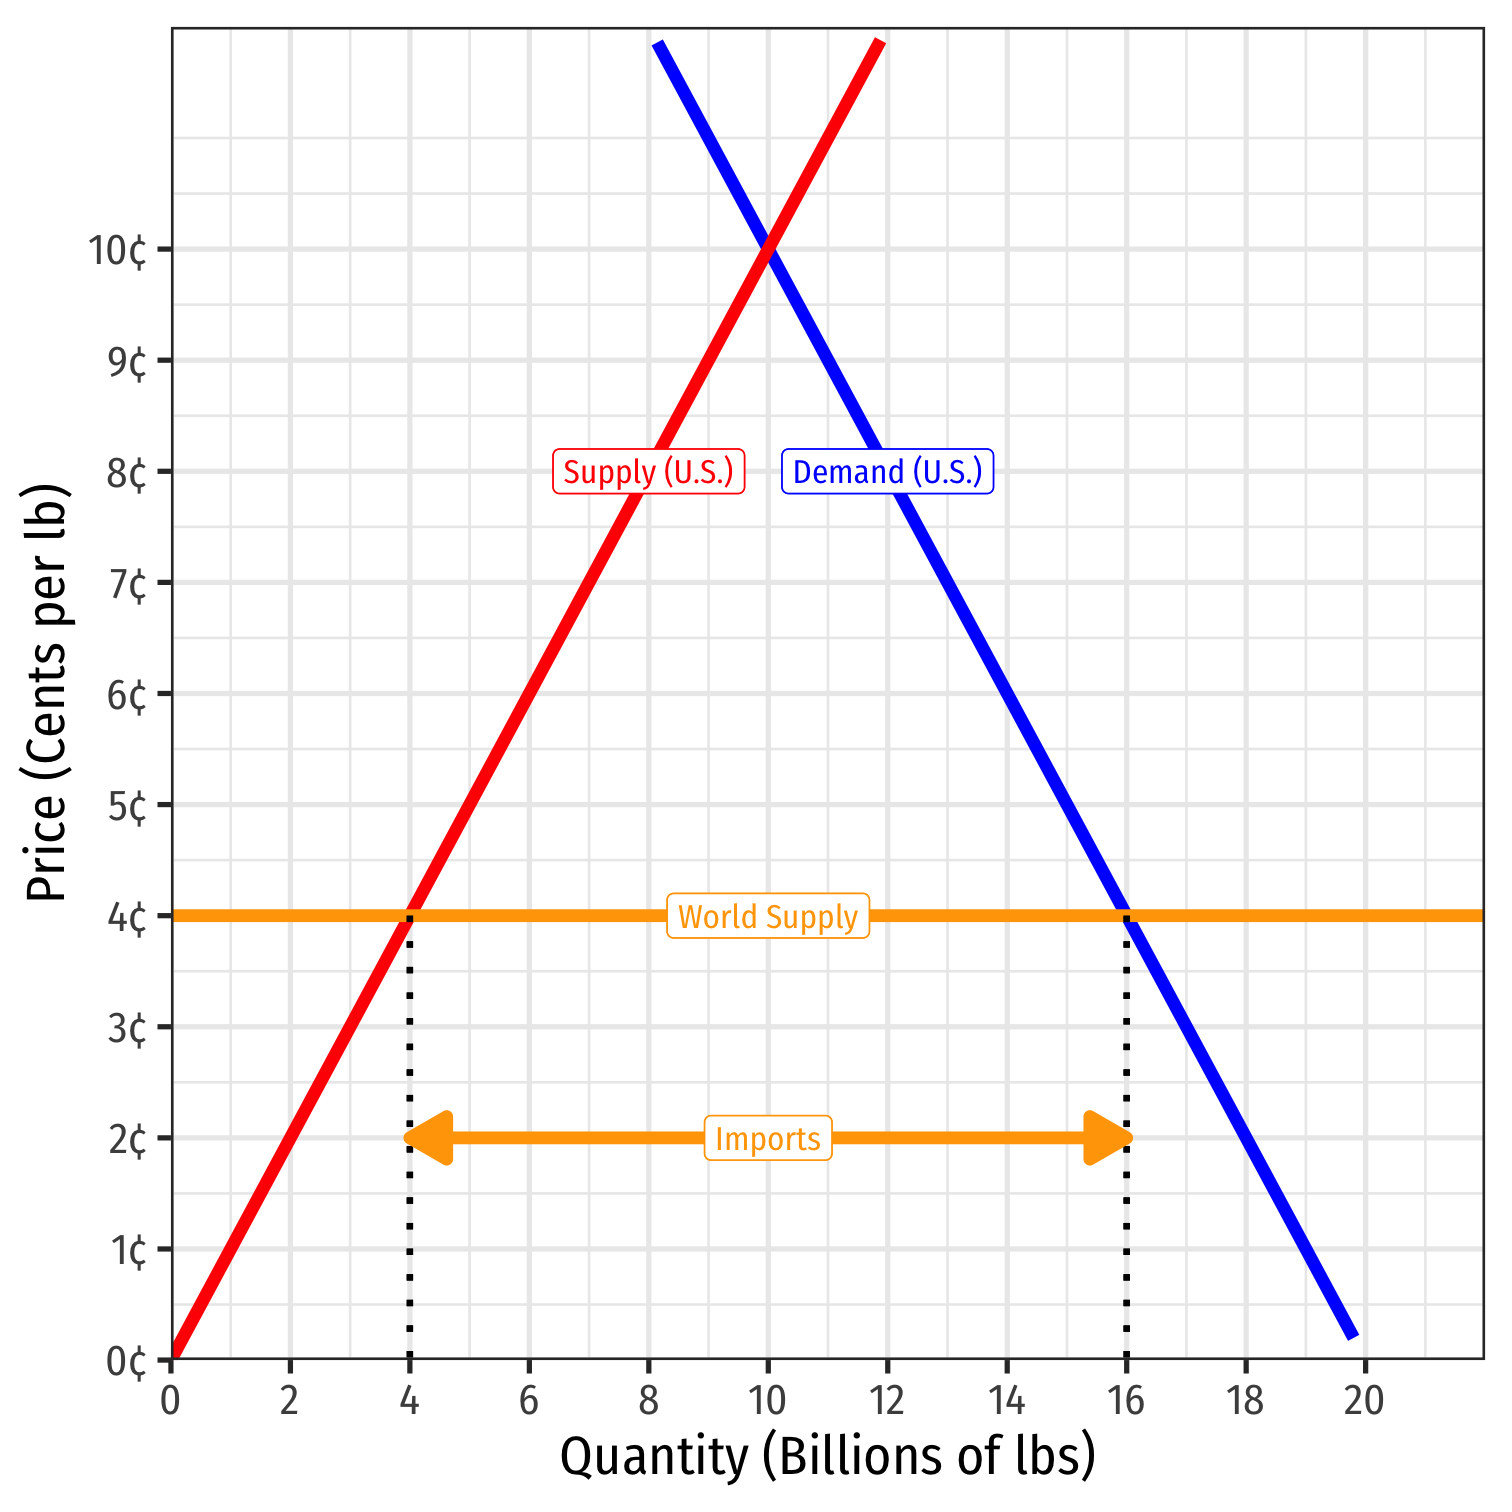 Price (Cents per lb)
10¢
9¢
8¢
7¢
6¢
5¢
4¢
3¢
2¢
1¢
0¢
Supply (U.S.)
Demand (U.S.)
World Supply
Imports
0 2 4 6 8 10 12 14 16 18 20
Quantity (Billions of lbs)